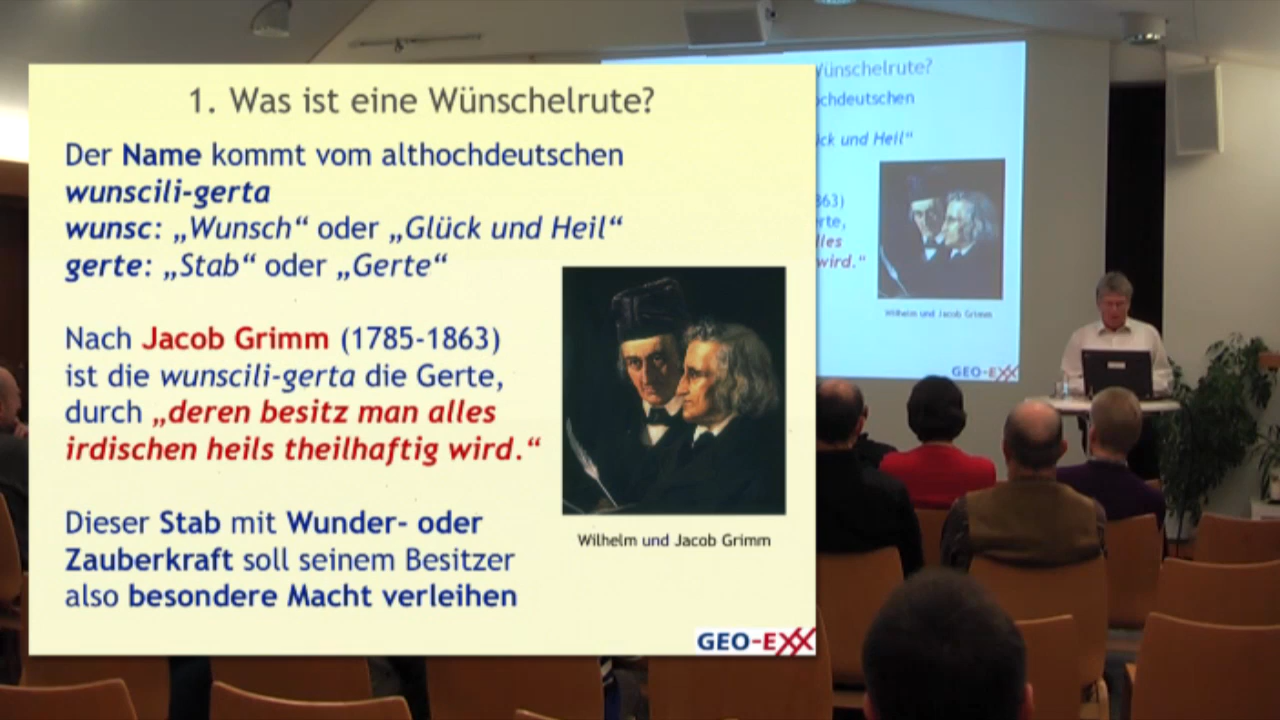 1. Was ist eine Wünschelrute?
Der Name kommt vom althochdeutschen
wunscili-gerta
wunsc: „Wunsch“ oder „Glück und Heil“
gerte: „Stab“ oder „Gerte“
Nach Jacob Grimm (1785-1863)
ist die wunscili-gerta die Gerte,
durch „deren besitz man alles
irdischen heils theilhaftig wird.“
Wilhelm und Jacob Grimm
Dieser Stab mit Wunder- oder
Zauberkraft soll seinem Besitzer
also besondere Macht verleihen
GEO-EXX
Wünschelrute?
ochdeutschen
ück und Heil“
863)
rte,
lles
wird.“
Wilhelm und Jacob Grimm
GEO-EXX